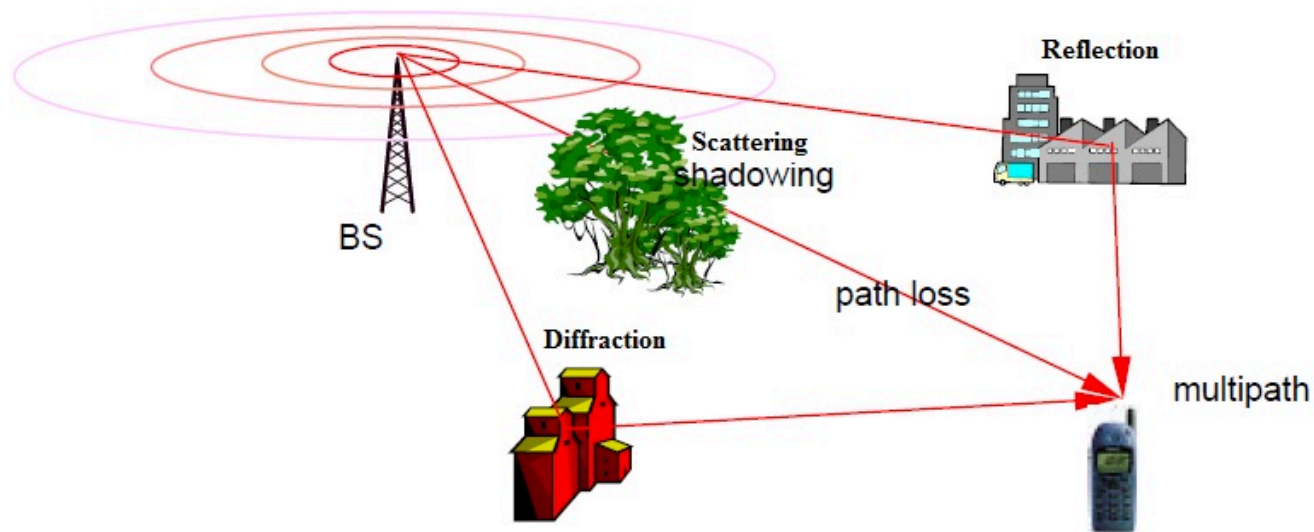 Reflection
Scattering
shadowing
BS
path loss
Diffraction
multipath